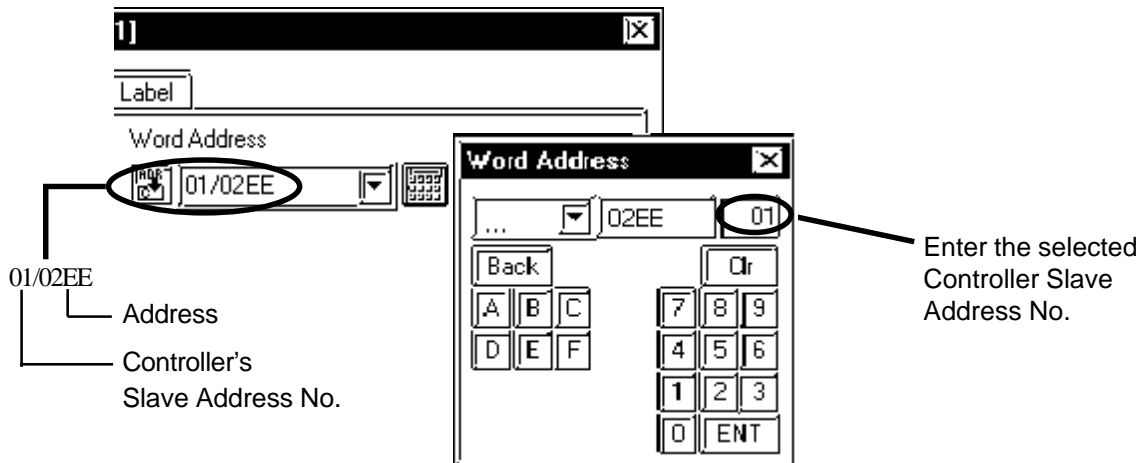 1]
Label
Word Address
01/02EE
Word Address
... 02EE 01
Back Clr
A B C 7 8 9
D E F 4 5 6
1 2 3
0 ENT
Enter the selected
Controller Slave
Address No.
01/02EE
Address
Controller's
Slave Address No.